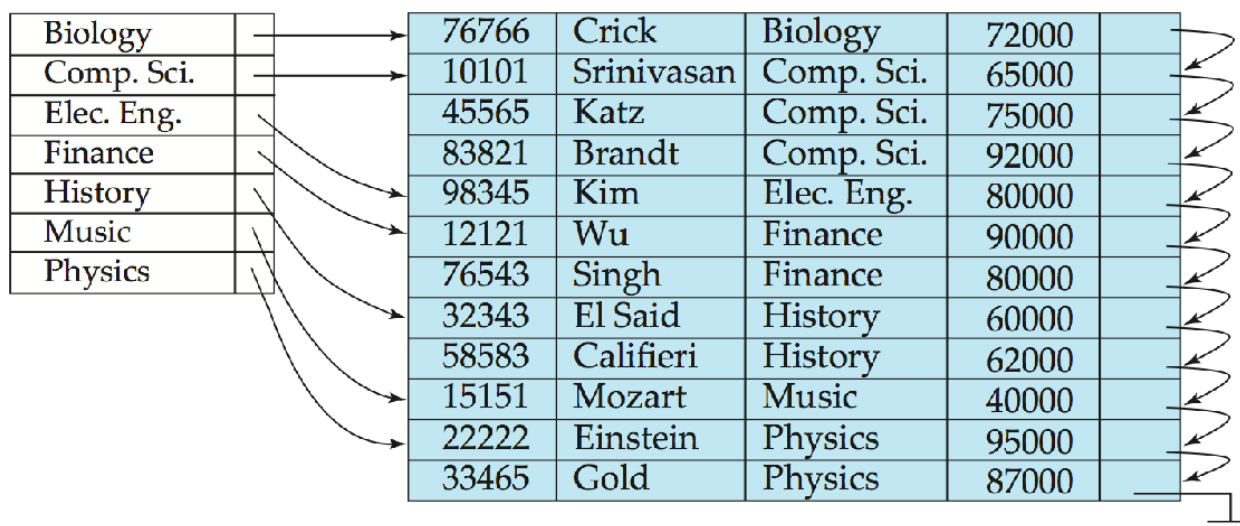 Biology 76766 Crick Biology 72000
Comp. Sci. 10101 Srinivasan Comp. Sci. 65000
Elec. Eng. 45565 Katz Comp. Sci. 75000
Finance 83821 Brandt Comp. Sci. 92000
History 98345 Kim Elec. Eng. 80000
Music 12121 Wu Finance 90000
Physics 76543 Singh Finance 80000
32343 El Said History 60000
58583 Califieri History 62000
15151 Mozart Music 40000
22222 Einstein Physics 95000
33465 Gold Physics 87000